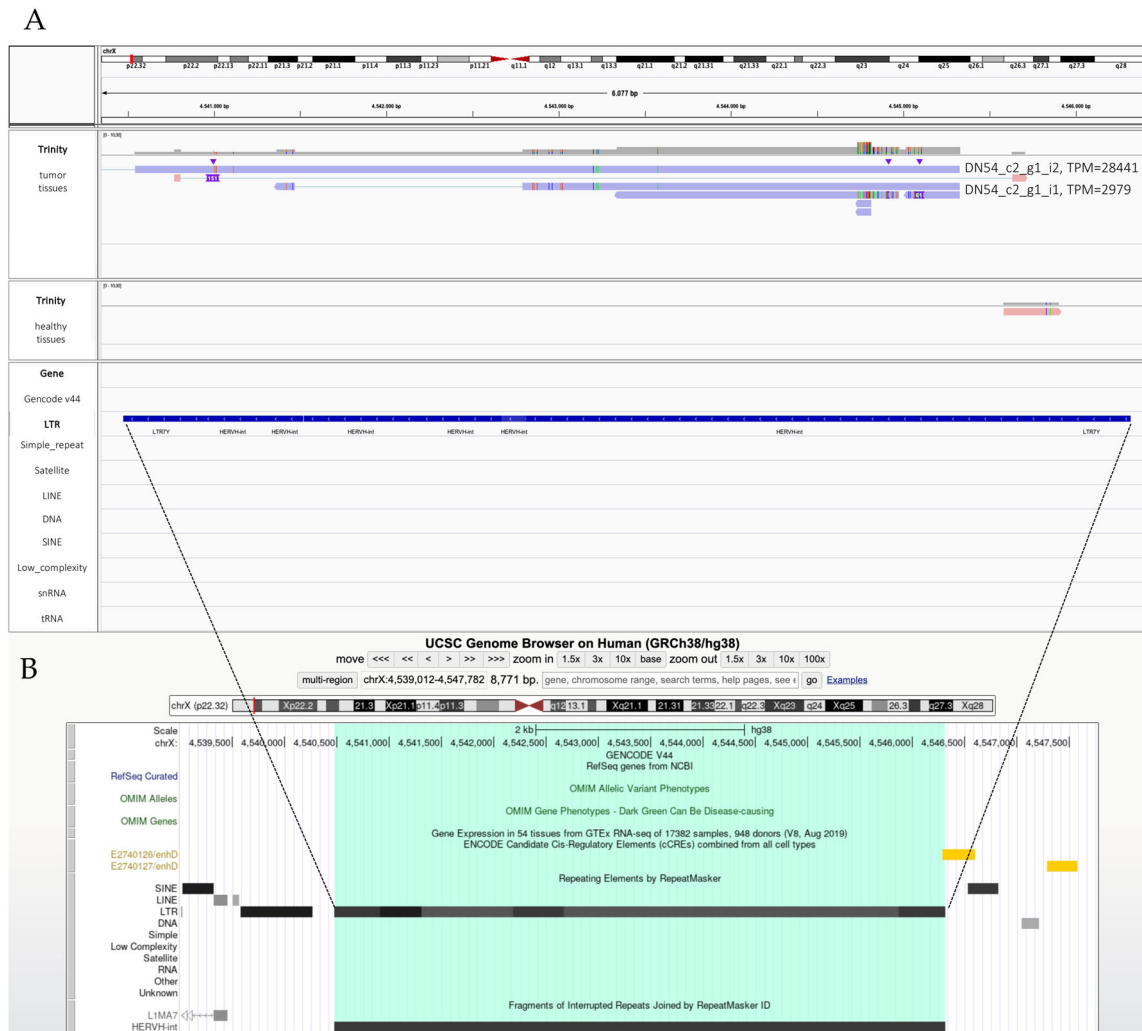 A
chrX
p22.32 p22.2 p22.13 p22.11 p21.3 p21.2 p21.1 p11.4 p11.3 p11.23 p11.21 q11.1 q12 q13.1 q13.3 q21.1 q21.2 q21.31 q21.33 q22.1 q22.3 q23 q24 q25 q26.1 q26.3 q27.1 q27.3 q28
6.077 bp
4.541.000 bp 4.542.000 bp 4.543.000 bp 4.544.000 bp 4.545.000 bp 4.546.000 bp
Trinity
tumor
tissues
[0 - 10,00]
DN54_c2_g1_i2, TPM=28441
151
DN54_c2_g1_i1, TPM=2979
Trinity
healthy
tissues
[0 - 10,00]
Gene
Gencode v44
LTR
LTR7Y HERVH-int HERVH-int HERVH-int HERVH-int HERVH-int HERVH-int LTR7Y
Simple_repeat
Satellite
LINE
DNA
SINE
Low_complexity
snRNA
tRNA
B
UCSC Genome Browser on Human (GRCh38/hg38)
move <<< << < > >> >>> zoom in 1.5x 3x 10x base zoom out 1.5x 3x 10x 100x
multi-region chrX:4,539,012-4,547,782 8,771 bp. gene, chromosome range, search terms, help pages, see e go Examples
chrX (p22.32) Xp22.2 21.3 Xp21.1 p11.4 p11.3 q12 13.1 Xq21.1 21.31 21.33 22.1 q22.3 Xq23 q24 Xq25 26.3 q27.3 Xq28
Scale 2 kb hg38
chrX: 4,539,500 4,540,000 4,540,500 4,541,000 4,541,500 4,542,000 4,542,500 4,543,000 4,543,500 4,544,000 4,544,500 4,545,000 4,545,500 4,546,000 4,546,500 4,547,000 4,547,500
GENCODE V44
RefSeq genes from NCBI
RefSeq Curated
OMIM Allelic Variant Phenotypes
OMIM Alleles
OMIM Gene Phenotypes - Dark Green Can Be Disease-causing
OMIM Genes
Gene Expression in 54 tissues from GTEx RNA-seq of 17382 samples, 948 donors (V8, Aug 2019)
ENCODE Candidate Cis-Regulatory Elements (cCREs) combined from all cell types
E2740126/enhD
E2740127/enhD
Repeating Elements by RepeatMasker
SINE
LINE
LTR
DNA
Simple
Low Complexity
Satellite
RNA
Other
Unknown
Fragments of Interrupted Repeats Joined by RepeatMasker ID
L1MA7
HERVH-int